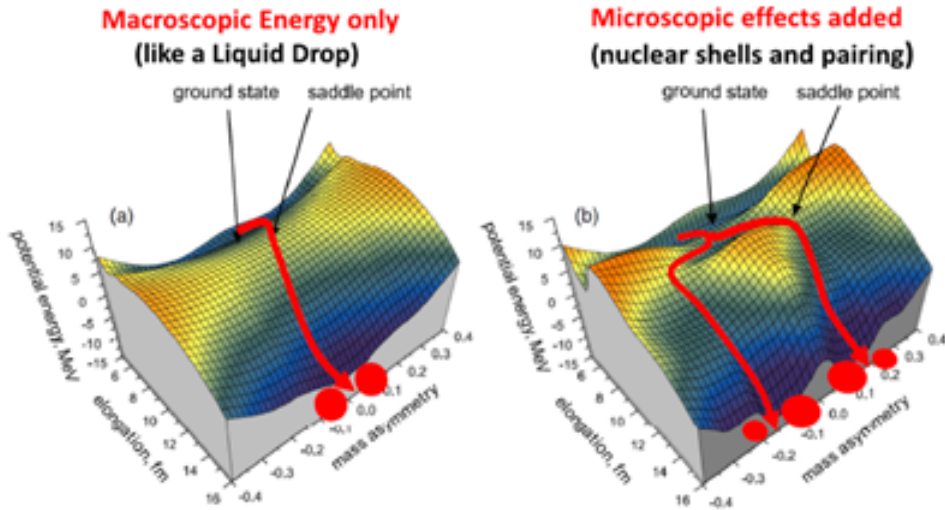 Macroscopic Energy only
(like a Liquid Drop)
ground state
saddle point
(a)
potential energy, MeV
15
10
5
0
-5
-10
-15
6
8
10
12
14
16
elongation, fm
-0.4
-0.3
-0.2
-0.1
0.0
0.1
0.2
0.3
0.4
mass asymmetry
Microscopic effects added
(nuclear shells and pairing)
ground state
saddle point
(b)
potential energy, MeV
15
10
5
0
-5
-10
-15
6
8
10
12
14
16
elongation, fm
-0.4
-0.3
-0.2
-0.1
0.0
0.1
0.2
0.3
0.4
mass asymmetry